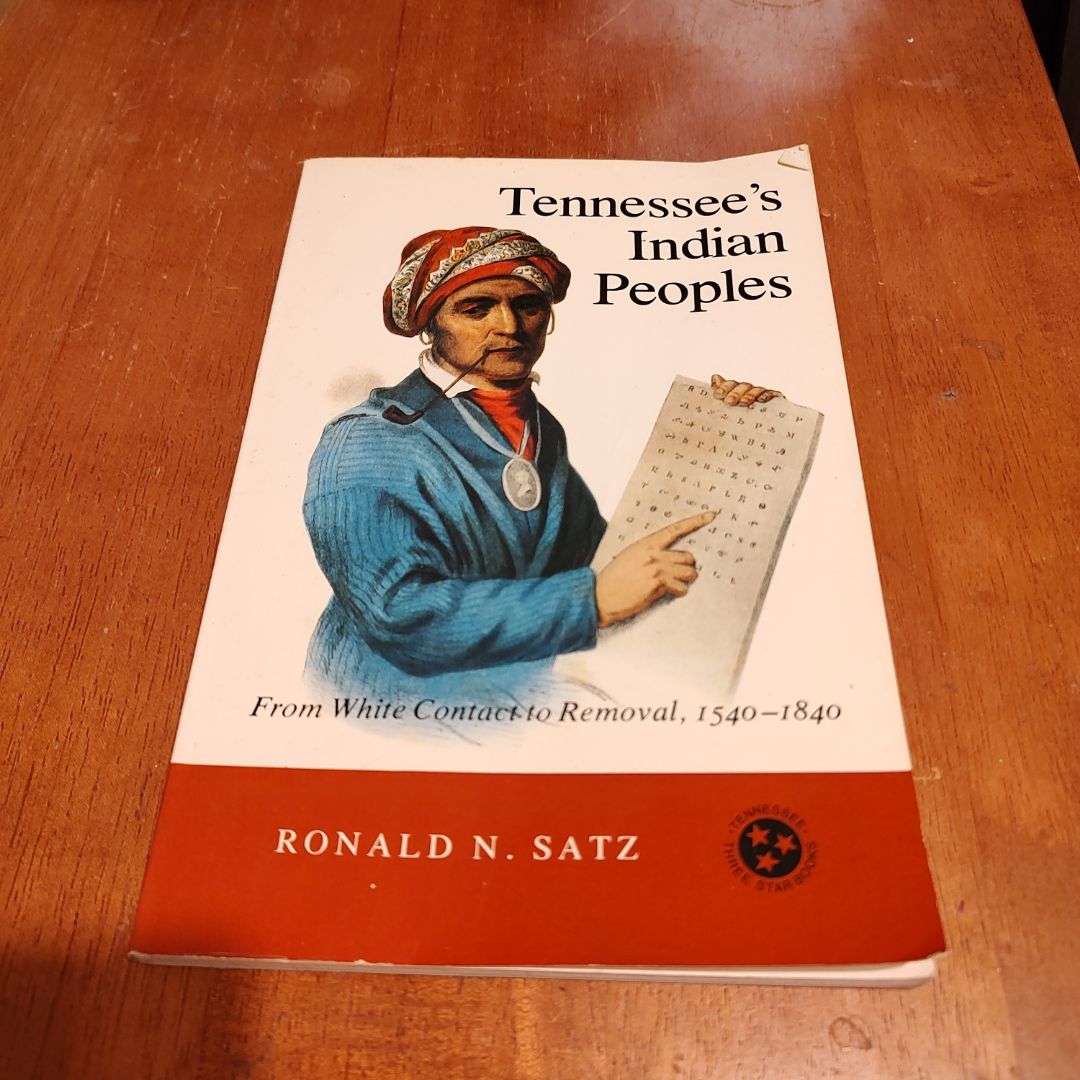 Tennessee's
Indian
Peoples
From White Contact to Removal, 1540–1840
RONALD N. SATZ
TENNESSEE
THREE STAR BOOKS